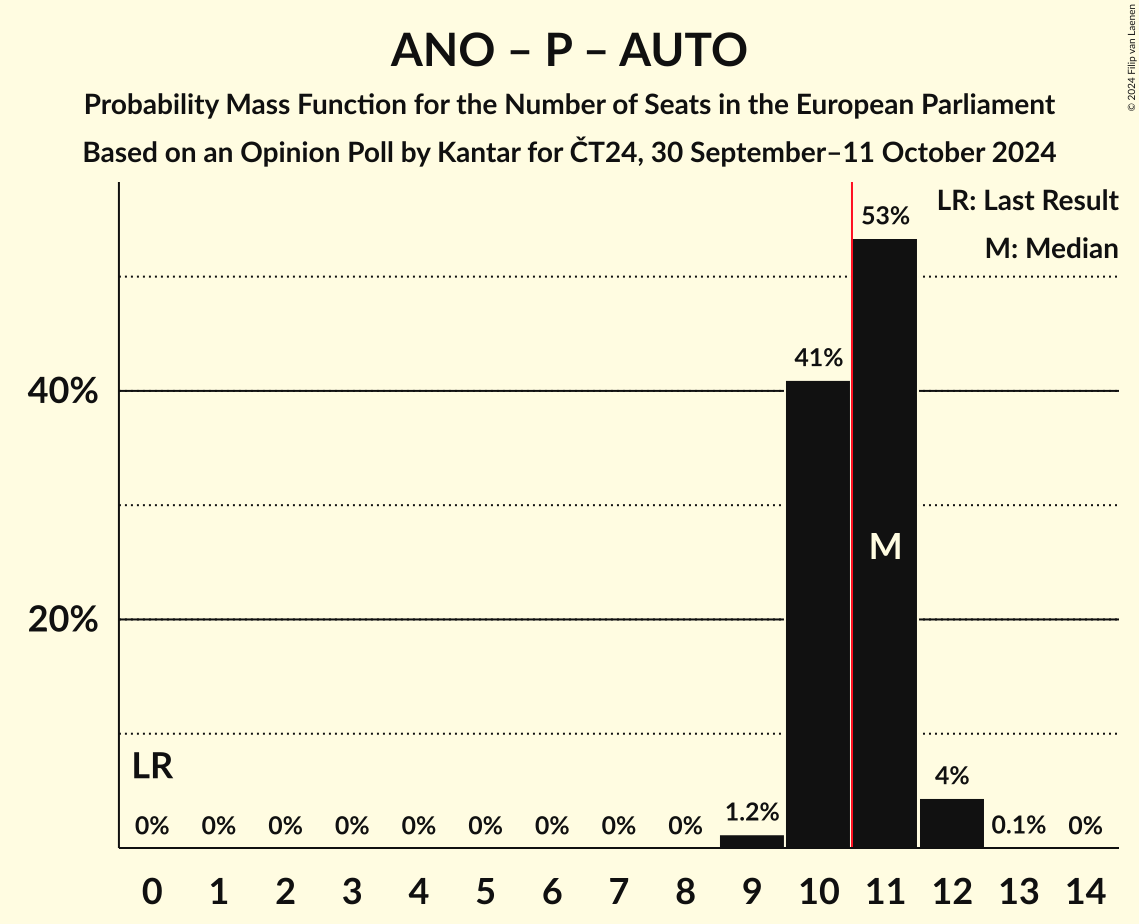 ANO – P – AUTO
Probability Mass Function for the Number of Seats in the European Parliament
Based on an Opinion Poll by Kantar for ČT24, 30 September–11 October 2024
© 2024 Filip van Laenen
LR: Last Result
M: Median
53%
41%
40%
M
20%
LR
4%
1.2%
0% 0% 0% 0% 0% 0% 0% 0% 0% 0.1% 0%
0 1 2 3 4 5 6 7 8 9 10 11 12 13 14